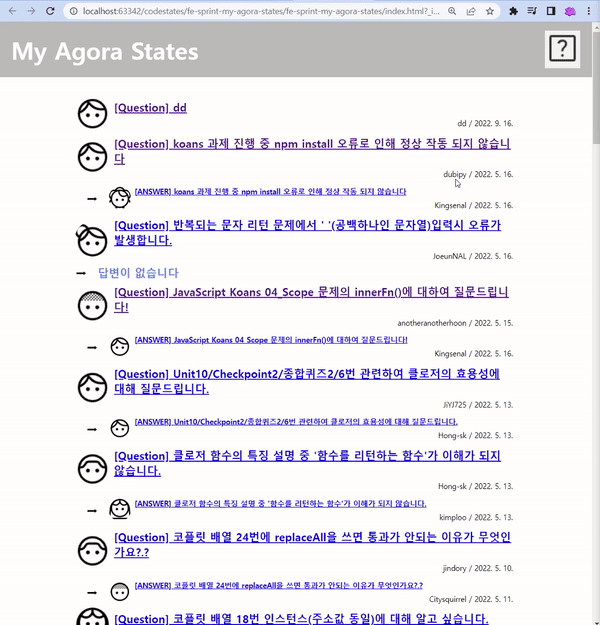 localhost:63342/codestates/fe-sprint-my-agora-states/fe-sprint-my-agora-states/index.html?_i...
My Agora States
?
[Question] dd
dd / 2022. 9. 16.
[Question] koans 과제 진행 중 npm install 오류로 인해 정상 작동 되지 않습니
다
dubipy / 2022. 5. 16.
[ANSWER] koans 과제 진행 중 npm install 오류로 인해 정상 작동 되지 않습니다
Kingsenal / 2022. 5. 16.
[Question] 반복되는 문자 리턴 문제에서 ' '(공백하나인 문자열)입력시 오류가
발생합니다.
JoeunNAL / 2022. 5. 16.
답변이 없습니다
[Question] JavaScript Koans 04_Scope 문제의 innerFn()에 대하여 질문드립니
다!
anotheranotherhoon / 2022. 5. 15.
[ANSWER] JavaScript Koans 04_Scope 문제의 innerFn()에 대하여 질문드립니다!
Kingsenal / 2022. 5. 16.
[Question] Unit10/Checkpoint2/종합퀴즈2/6번 관련하여 클로저의 효용성에
대해 질문드립니다.
JiYJ725 / 2022. 5. 13.
[ANSWER] Unit10/Checkpoint2/종합퀴즈2/6번 관련하여 클로저의 효용성에 대해 질문드립니다.
Hong-sk / 2022. 5. 13.
[Question] 클로저 함수의 특징 설명 중 '함수를 리턴하는 함수'가 이해가 되지
않습니다.
Hong-sk / 2022. 5. 13.
[ANSWER] 클로저 함수의 특징 설명 중 '함수를 리턴하는 함수'가 이해가 되지 않습니다.
kimploo / 2022. 5. 13.
[Question] 코플릿 배열 24번에 replaceAll을 쓰면 통과가 안되는 이유가 무엇인
가요?.?
jindory / 2022. 5. 10.
[ANSWER] 코플릿 배열 24번에 replaceAll을 쓰면 통과가 안되는 이유가 무엇인가요?.?
Citysquirrel / 2022. 5. 11.
[Question] 코플릿 배열 18번 인스턴스(주소값 동일)에 대해 알고 싶습니다.